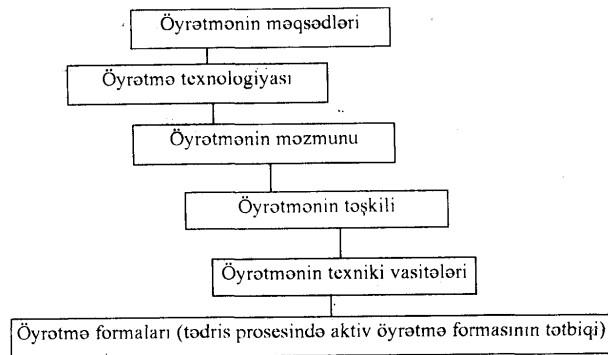 Öyrətmənin məqsədləri
Öyrətmə texnologiyası
Öyrətmənin məzmunu
Öyrətmənin təşkili
Öyrətmənin texniki vasitələri
Öyrətmə formaları (tədris prosesində aktiv öyrətmə formasının tətbiqi)